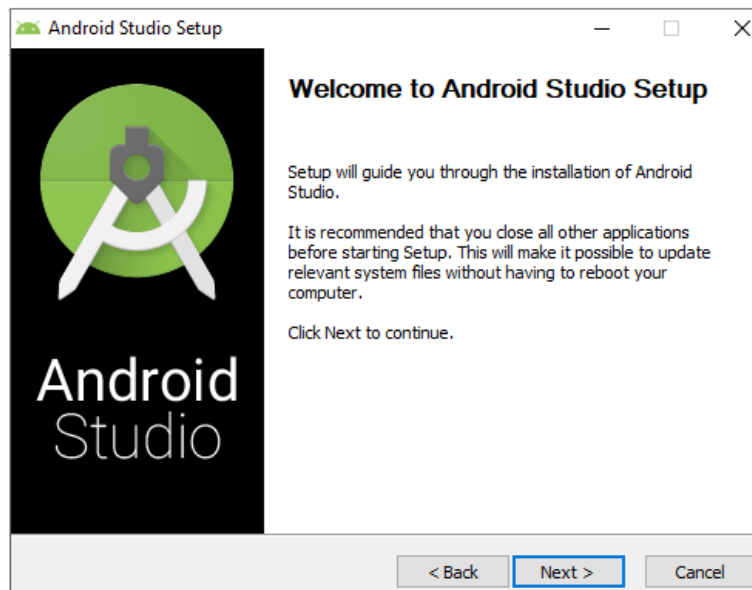 Android Studio Setup
Welcome to Android Studio Setup
Setup will guide you through the installation of Android
Studio.
It is recommended that you close all other applications
before starting Setup. This will make it possible to update
relevant system files without having to reboot your
computer.
Click Next to continue.
Android
Studio
< Back
Next >
Cancel